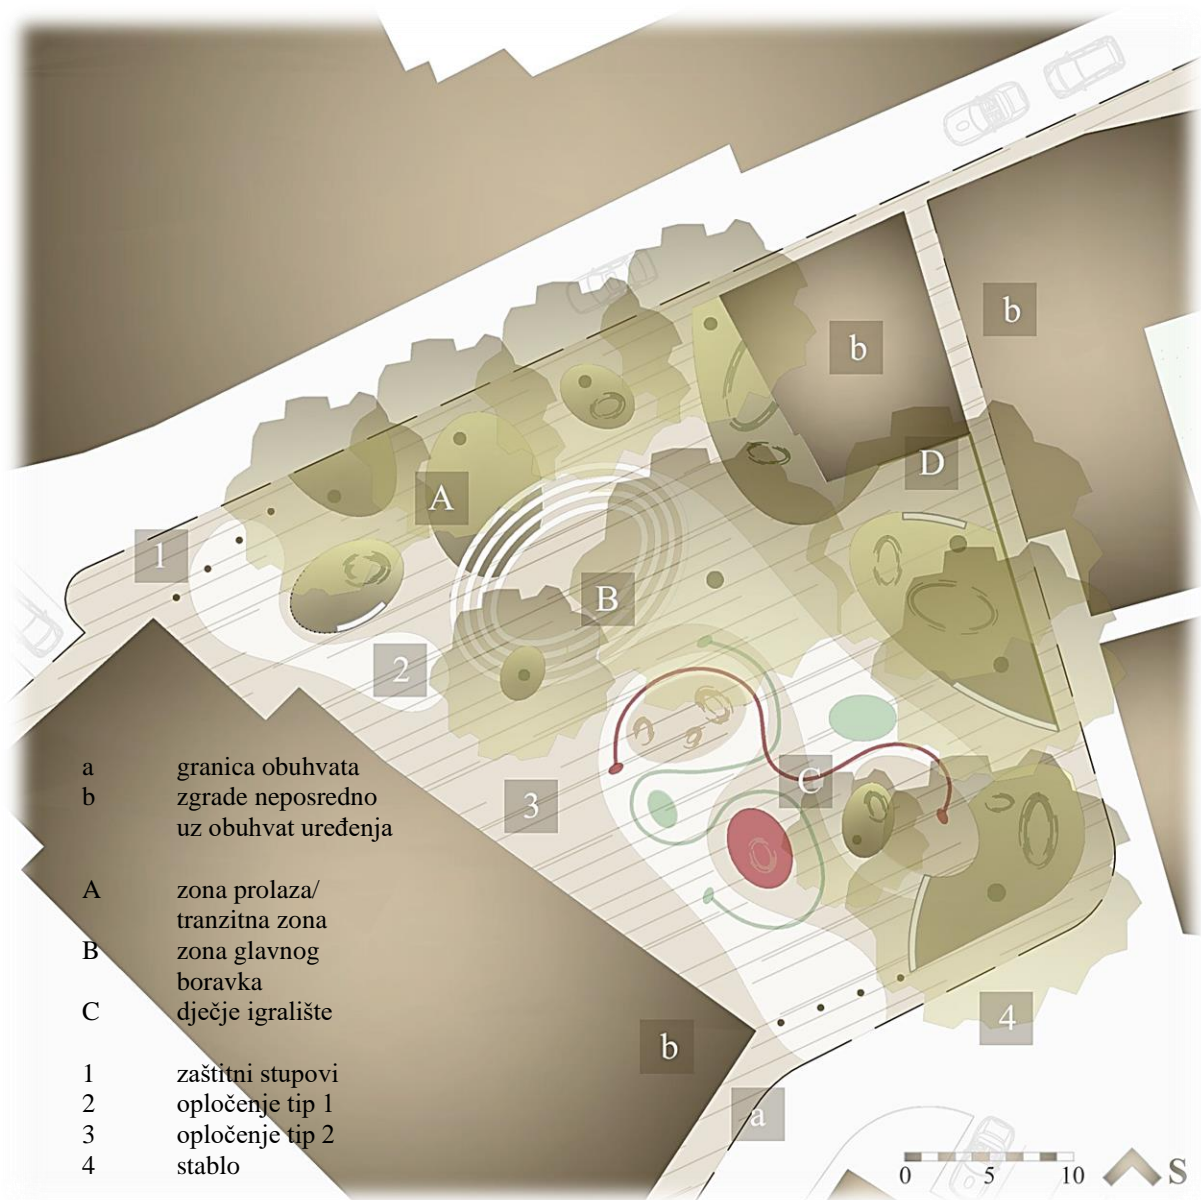 b
b
D
A
1
B
2
C
3
a granica obuhvata
b zgrade neposredno
uz obuhvat uređenja
A zona prolaza/
tranzitna zona
B zona glavnog
boravka
C dječje igralište
1 zaštitni stupovi
2 opločenje tip 1
3 opločenje tip 2
4 stablo
4
b
a
0 5 10 S